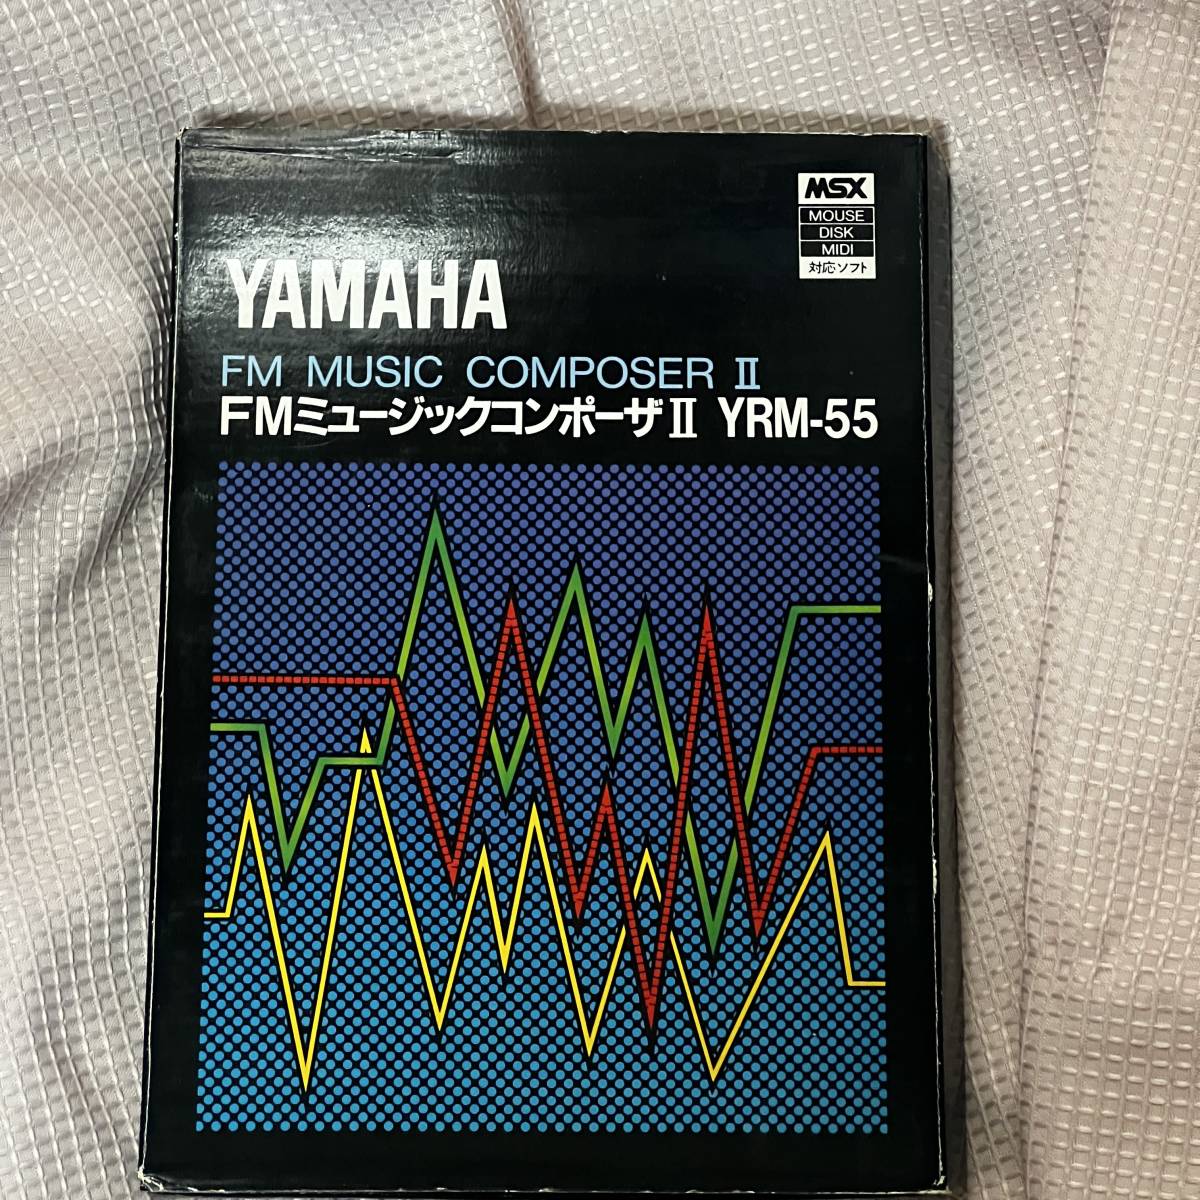 MSX
MOUSE
DISK
MIDI
対応ソフト
YAMAHA
FM MUSIC COMPOSER Ⅱ
FMミュージックコンポーザⅡ YRM-55